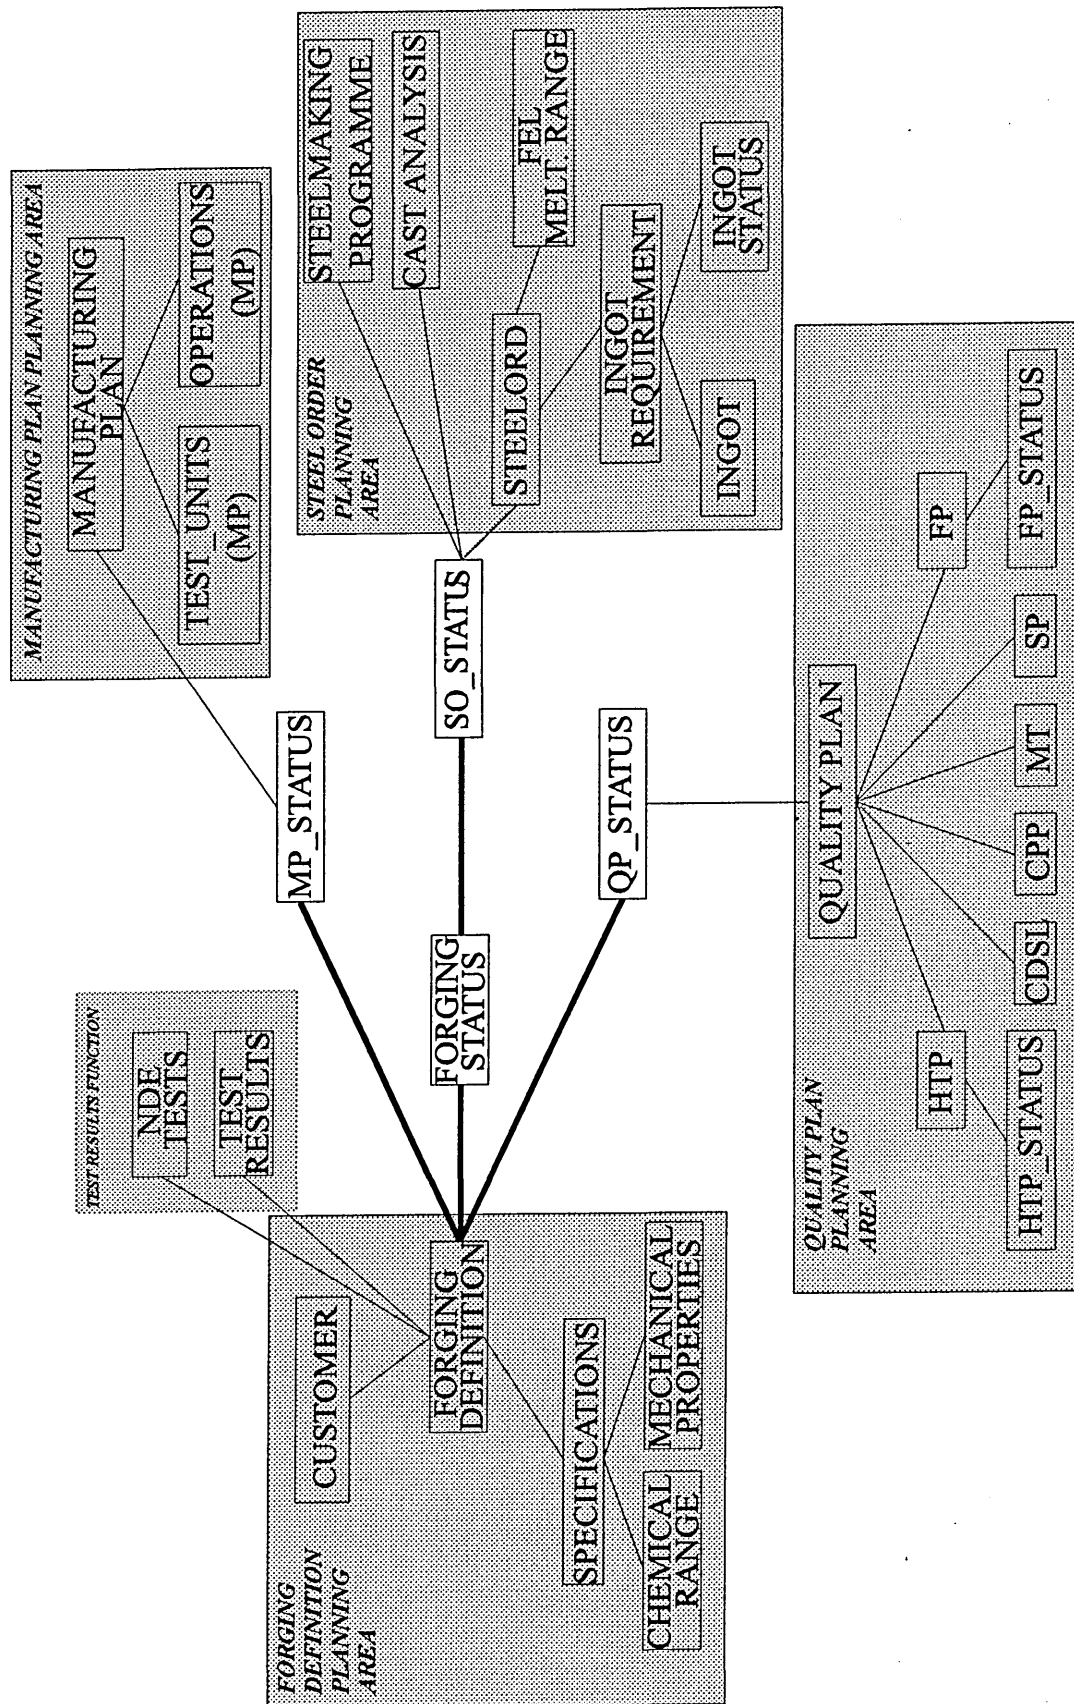 FORGING
DEFINITION
PLANNING
AREA
CUSTOMER
FORGING
DEFINITION
SPECIFICATIONS
CHEMICAL
RANGE
MECHANICAL
PROPERTIES
TEST RESULTS FUNCTION
NDE
TESTS
TEST
RESULTS
FORGING
STATUS
MP_STATUS
SO_STATUS
QP_STATUS
MANUFACTURING PLAN PLANNING AREA
MANUFACTURING
PLAN
TEST_UNITS
(MP)
OPERATIONS
(MP)
STEEL ORDER
PLANNING
AREA
STEELMAKING
PROGRAMME
CAST ANALYSIS
STEELORD
FEL
MELT. RANGE
INGOT
REQUIREMENT
INGOT
INGOT
STATUS
QUALITY PLAN
PLANNING
AREA
QUALITY PLAN
HTP
FP
HTP_STATUS
CDSL
CPP
MT
SP
FP_STATUS